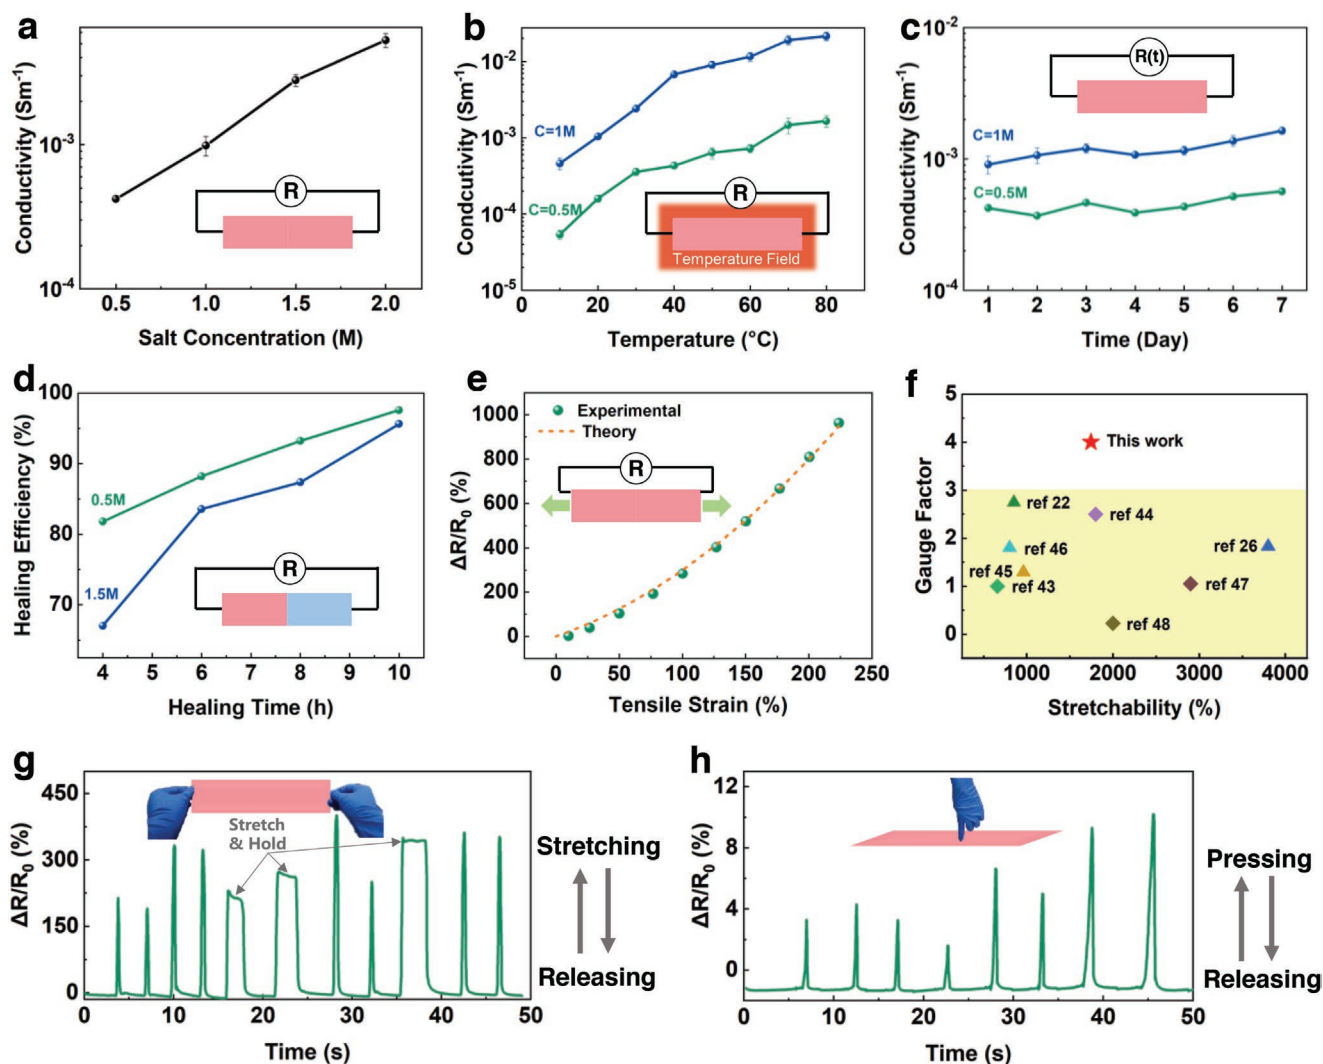 a
Conductivity (Sm⁻¹)
10⁻³
10⁻⁴
R
0.5 1.0 1.5 2.0
Salt Concentration (M)
b
Condcutivity (Sm⁻¹)
10⁻²
10⁻³
10⁻⁴
10⁻⁵
C=1M
C=0.5M
R
Temperature Field
0 20 40 60 80
Temperature (°C)
c
Conductivity (Sm⁻¹)
10⁻²
10⁻³
10⁻⁴
R(t)
C=1M
C=0.5M
1 2 3 4 5 6 7
Time (Day)
d
Healing Efficiency (%)
100
90
80
70
0.5M
1.5M
R
4 5 6 7 8 9 10
Healing Time (h)
e
ΔR/R₀ (%)
1000
800
600
400
200
0
Experimental
Theory
R
0 50 100 150 200 250
Tensile Strain (%)
f
Gauge Factor
5
4
3
2
1
0
This work
ref 22
ref 44
ref 46
ref 26
ref 45
ref 43
ref 47
ref 48
1000 2000 3000 4000
Stretchability (%)
g
ΔR/R₀ (%)
450
300
150
0
Stretch
& Hold
0 10 20 30 40 50
Time (s)
Stretching
Releasing
h
ΔR/R₀ (%)
12
8
4
0
0 10 20 30 40 50
Time (s)
Pressing
Releasing